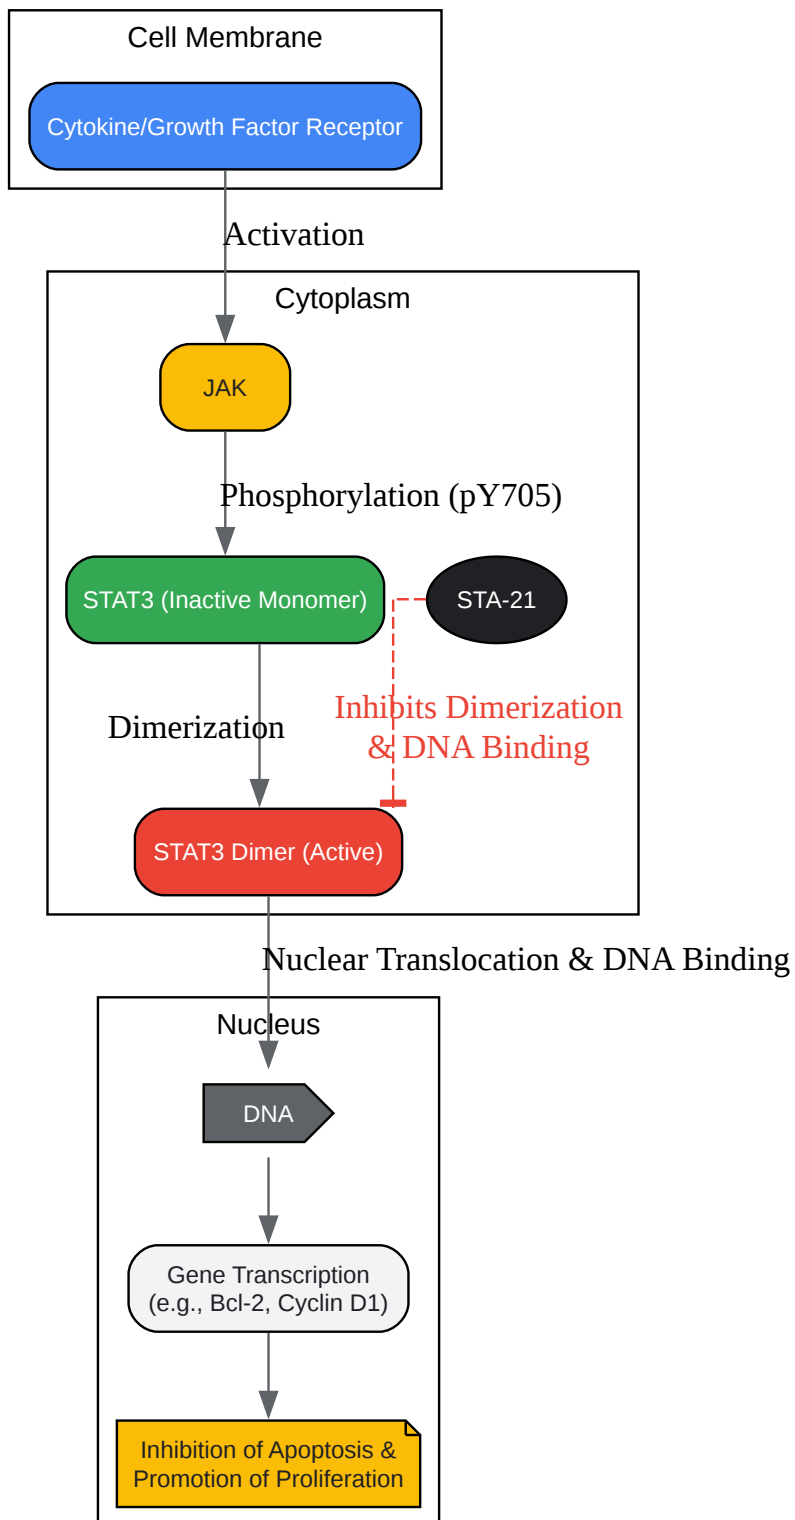 Cell Membrane
Cytokine/Growth Factor Receptor
Activation
Cytoplasm
JAK
Phosphorylation (pY705)
STAT3 (Inactive Monomer)
STA-21
Dimerization
Inhibits Dimerization
& DNA Binding
STAT3 Dimer (Active)
Nuclear Translocation & DNA Binding
Nucleus
DNA
Gene Transcription
(e.g., Bcl-2, Cyclin D1)
Inhibition of Apoptosis &
Promotion of Proliferation